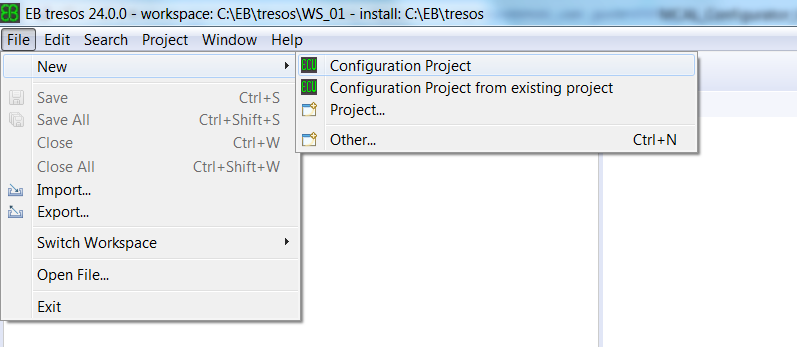 EB tresos 24.0.0 - workspace: C:\EB\tresos\WS_01 - install: C:\EB\tresos
File Edit Search Project Window Help
New
Configuration Project
Configuration Project from existing project
Project...
Other... Ctrl+N
Save Ctrl+S
Save All Ctrl+Shift+S
Close Ctrl+W
Close All Ctrl+Shift+W
Import...
Export...
Switch Workspace
Open File...
Exit